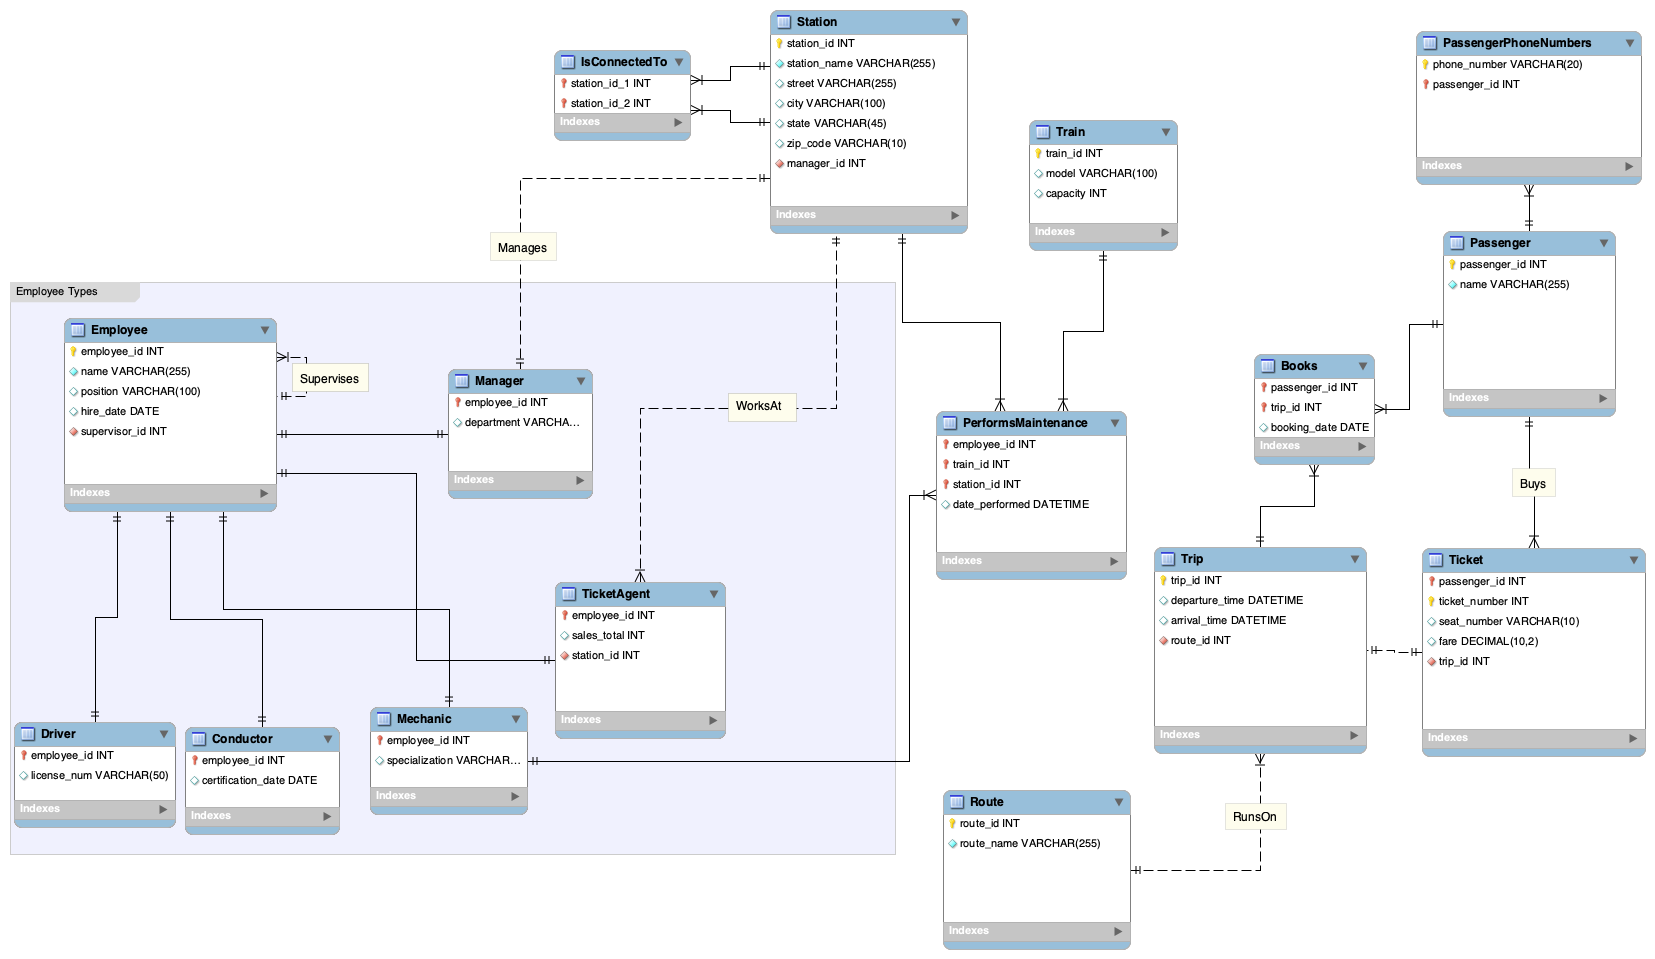 Station
station_id INT
station_name VARCHAR(255)
street VARCHAR(255)
city VARCHAR(100)
state VARCHAR(45)
zip_code VARCHAR(10)
manager_id INT
Indexes
IsConnectedTo
station_id_1 INT
station_id_2 INT
Indexes
PassengerPhoneNumbers
phone_number VARCHAR(20)
passenger_id INT
Indexes
Train
train_id INT
model VARCHAR(100)
capacity INT
Indexes
Manages
Passenger
passenger_id INT
name VARCHAR(255)
Indexes
Employee Types
Employee
employee_id INT
name VARCHAR(255)
position VARCHAR(100)
hire_date DATE
supervisor_id INT
Indexes
Supervises
Manager
employee_id INT
department VARCHA...
Indexes
WorksAt
Books
passenger_id INT
trip_id INT
booking_date DATE
Indexes
PerformsMaintenance
employee_id INT
train_id INT
station_id INT
date_performed DATETIME
Indexes
Buys
Trip
trip_id INT
departure_time DATETIME
arrival_time DATETIME
route_id INT
Indexes
Ticket
passenger_id INT
ticket_number INT
seat_number VARCHAR(10)
fare DECIMAL(10,2)
trip_id INT
Indexes
TicketAgent
employee_id INT
sales_total INT
station_id INT
Indexes
Driver
employee_id INT
license_num VARCHAR(50)
Indexes
Conductor
employee_id INT
certification_date DATE
Indexes
Mechanic
employee_id INT
specialization VARCHAR...
Indexes
Route
route_id INT
route_name VARCHAR(255)
Indexes
RunsOn